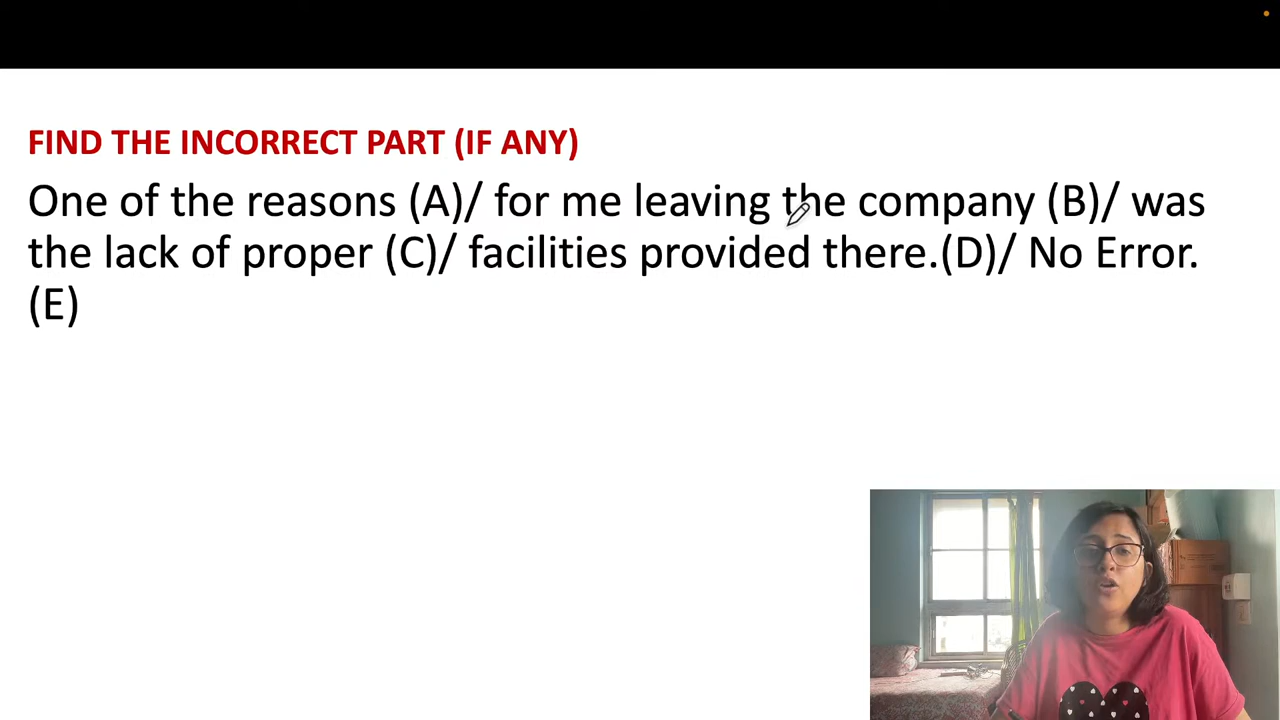 FIND THE INCORRECT PART (IF ANY)
One of the reasons (A)/ for me leaving the company (B)/ was
the lack of proper (C)/ facilities provided there.(D)/ No Error.
(E)